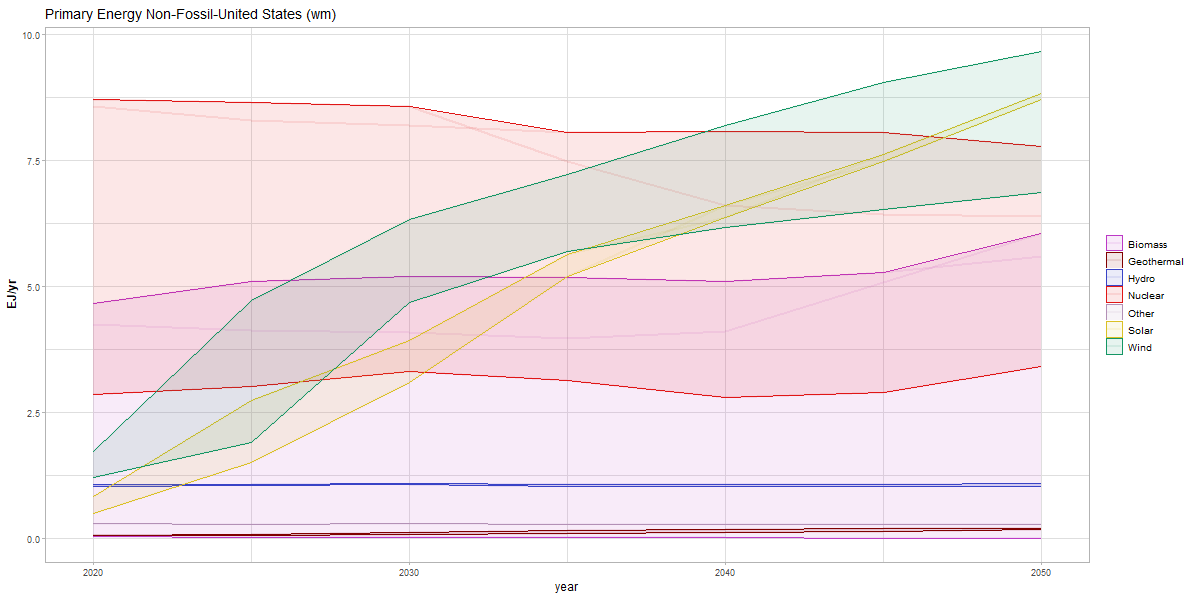 Primary Energy Non-Fossil-United States (wm)
EJ/yr
10.0
7.5
5.0
2.5
0.0
2020
2030
2040
2050
year
Biomass
Geothermal
Hydro
Nuclear
Other
Solar
Wind